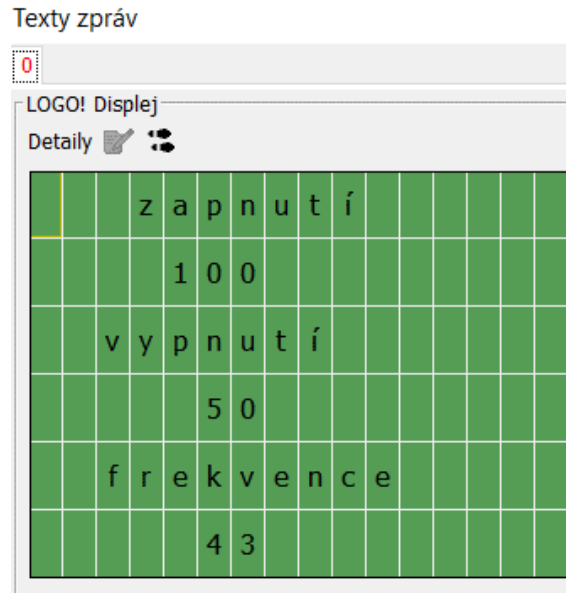 Texty zpráv
0
LOGO! Displej
Detaily
zapnutí
100
vypnutí
50
frekvence
43